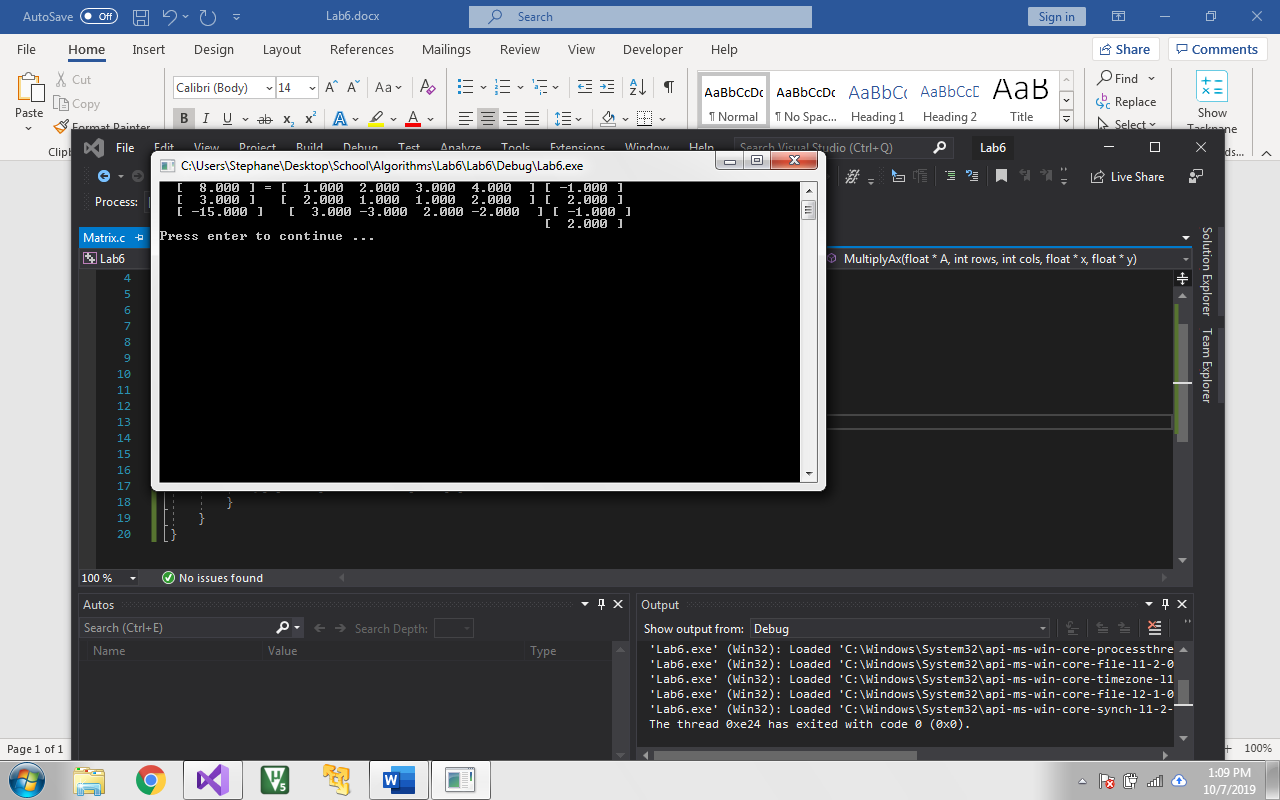 AutoSave Off Lab6.docx Search Sign in
File Home Insert Design Layout References Mailings Review View Developer Help Share Comments
Paste Cut Copy Format Painter
Calibri (Body) 14 Aa
B I U ab x2 x2 A A
AaBbCcDc AaBbCcDc AaBbCc AaBbCcD AaB
¶ Normal ¶ No Spac... Heading 1 Heading 2 Title
Find Replace Select
Show
Taskpane
File Edit View Project Build Debug Test Analyze Tools Extensions Window Help Search Visual Studio (Ctrl+Q) Lab6
C:\Users\Stephane\Desktop\School\Algorithms\Lab6\Lab6\Debug\Lab6.exe
[ 8.000 ] = [ 1.000 2.000 3.000 4.000 ] [ -1.000 ]
[ 3.000 ] [ 2.000 1.000 1.000 2.000 ] [ 2.000 ]
[ -15.000 ] [ 3.000 -3.000 2.000 -2.000 ] [ -1.000 ]
[ 2.000 ]
Press enter to continue ...
Live Share
Process:
Matrix.c
Lab6 MultiplyAx(float * A, int rows, int cols, float * x, float * y)
Solution Explorer
Team Explorer
4
5
6
7
8
9
10
11
12
13
14
15
16
17
18 }
19 }
20 }
100 % No issues found
Autos
Search (Ctrl+E) Search Depth:
Name Value Type
Output
Show output from: Debug
'Lab6.exe' (Win32): Loaded 'C:\Windows\System32\api-ms-win-core-processthre
'Lab6.exe' (Win32): Loaded 'C:\Windows\System32\api-ms-win-core-file-l1-2-0
'Lab6.exe' (Win32): Loaded 'C:\Windows\System32\api-ms-win-core-timezone-l1
'Lab6.exe' (Win32): Loaded 'C:\Windows\System32\api-ms-win-core-file-l2-1-0
'Lab6.exe' (Win32): Loaded 'C:\Windows\System32\api-ms-win-core-synch-l1-2-
The thread 0xe24 has exited with code 0 (0x0).
Page 1 of 1 100%
1:09 PM
10/7/2019